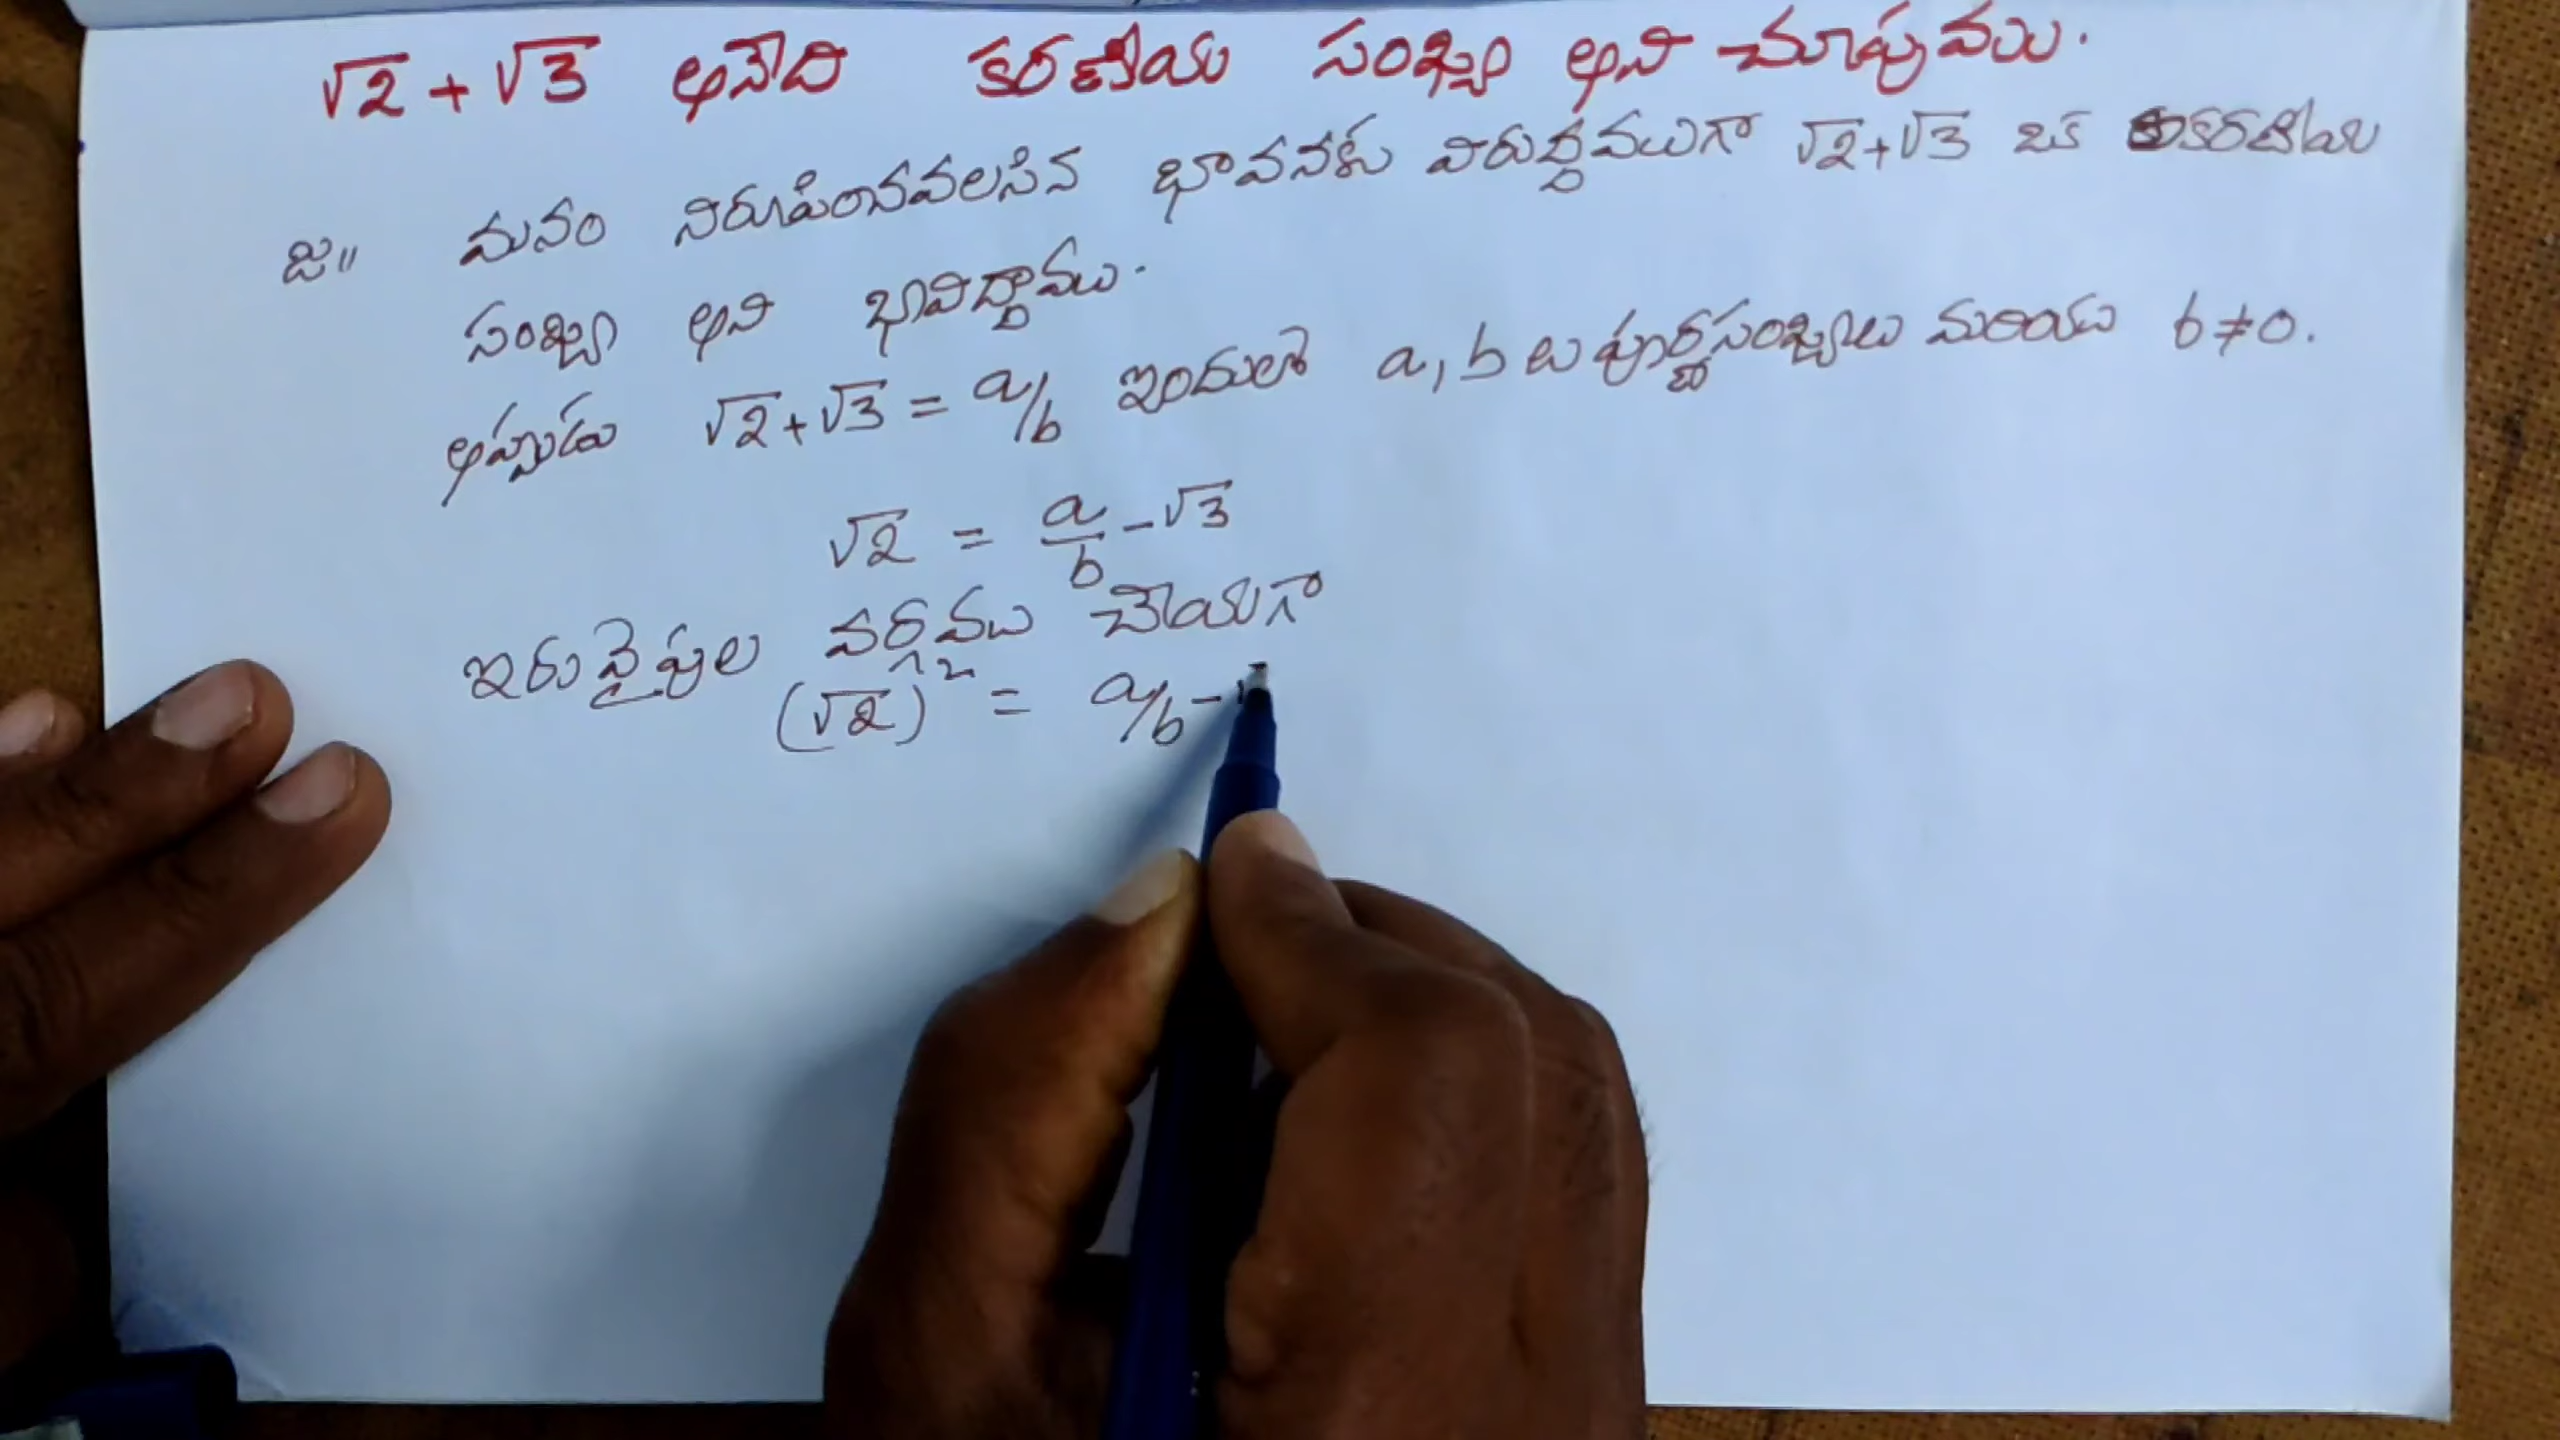 √2 + √3 అనేది కరణీయ సంఖ్య అని చూపుము.
జ॥ మనం నిరూపించవలసిన భావనకు విరుద్ధముగా √2+√3 ఒక అకరణీయ
సంఖ్యా అని భావిద్దాము.
అప్పుడు √2+√3 = a/b ఇందులో a, b లు పూర్ణసంఖ్యలు మరియు b≠0.
√2 = a/b - √3
ఇరువైపుల వర్గము చేయగా
(√2)² = a/b -